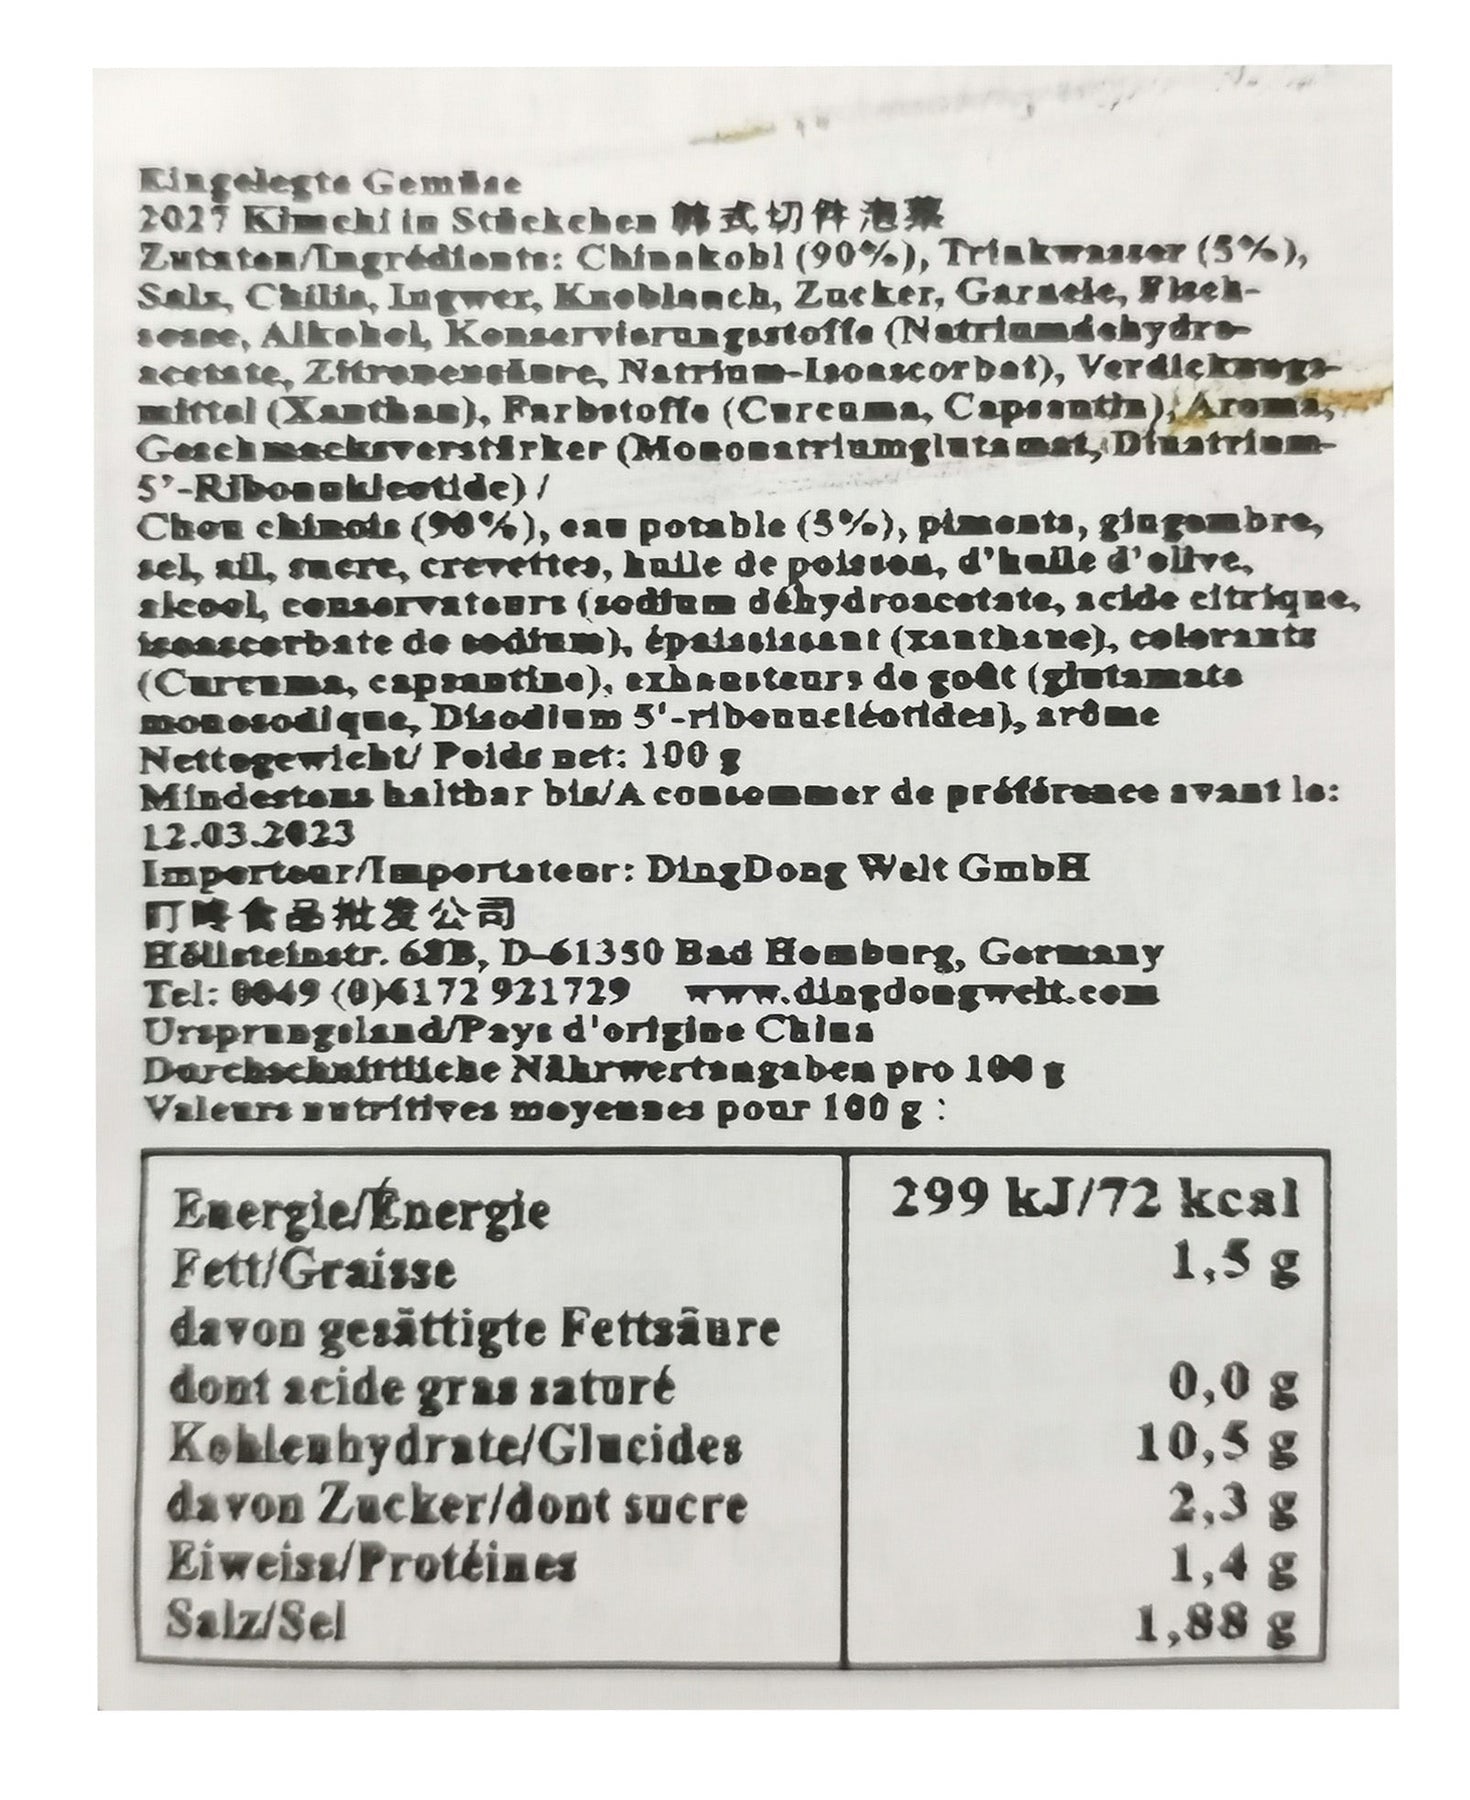 Eingelegte Gemüse
2027 Kimchi in Stückchen 韩式切件泡菜
Zutaten/Ingrédients: Chinakohl (90%), Trinkwasser (5%),
Salz, Chilis, Ingwer, Knoblauch, Zucker, Garnele, Fisch-
sosse, Alkohol, Konservierungsstoffe (Natriumdehydro-
acetate, Zitronensäure, Natrium-Isoascorbat), Verdickungs-
mittel (Xanthan), Farbstoffe (Curcuma, Capsantin), Aroma,
Geschmacksverstärker (Mononatriumglutamat, Dinatrium-
5’-Ribonukleotide) /
Chou chinois (90%), eau potable (5%), piments, gingembre,
sel, ail, sucre, crevettes, huile de poisson, d’huile d’olive,
alcool, conservateurs (sodium déhydroacetate, acide citrique,
isoascorbate de sodium), épaississant (xanthane), colorants
(Curcuma, capsantine), exhausteurs de goût (glutamate
monosodique, Disodium 5'-ribonucléotides), arôme
Nettogewicht/ Poids net: 100 g
Mindestens haltbar bis/A consommer de préférence avant le:
12.03.2023
Importeur/Importateur: DingDong Welt GmbH
叮咚食品批发公司
Höllsteinstr. 68B, D-61350 Bad Homburg, Germany
Tel: 0049 (0)6172 921729 www.dingdongwelt.com
Ursprungsland/Pays d'origine China
Durchschnittliche Nährwertangaben pro 100 g
Valeurs nutritives moyennes pour 100 g :
Energie/Énergie 299 kJ/72 kcal
Fett/Graisse 1,5 g
davon gesättigte Fettsäure
dont acide gras saturé 0,0 g
Kohlenhydrate/Glucides 10,5 g
davon Zucker/dont sucre 2,3 g
Eiweiss/Protéines 1,4 g
Salz/Sel 1,88 g